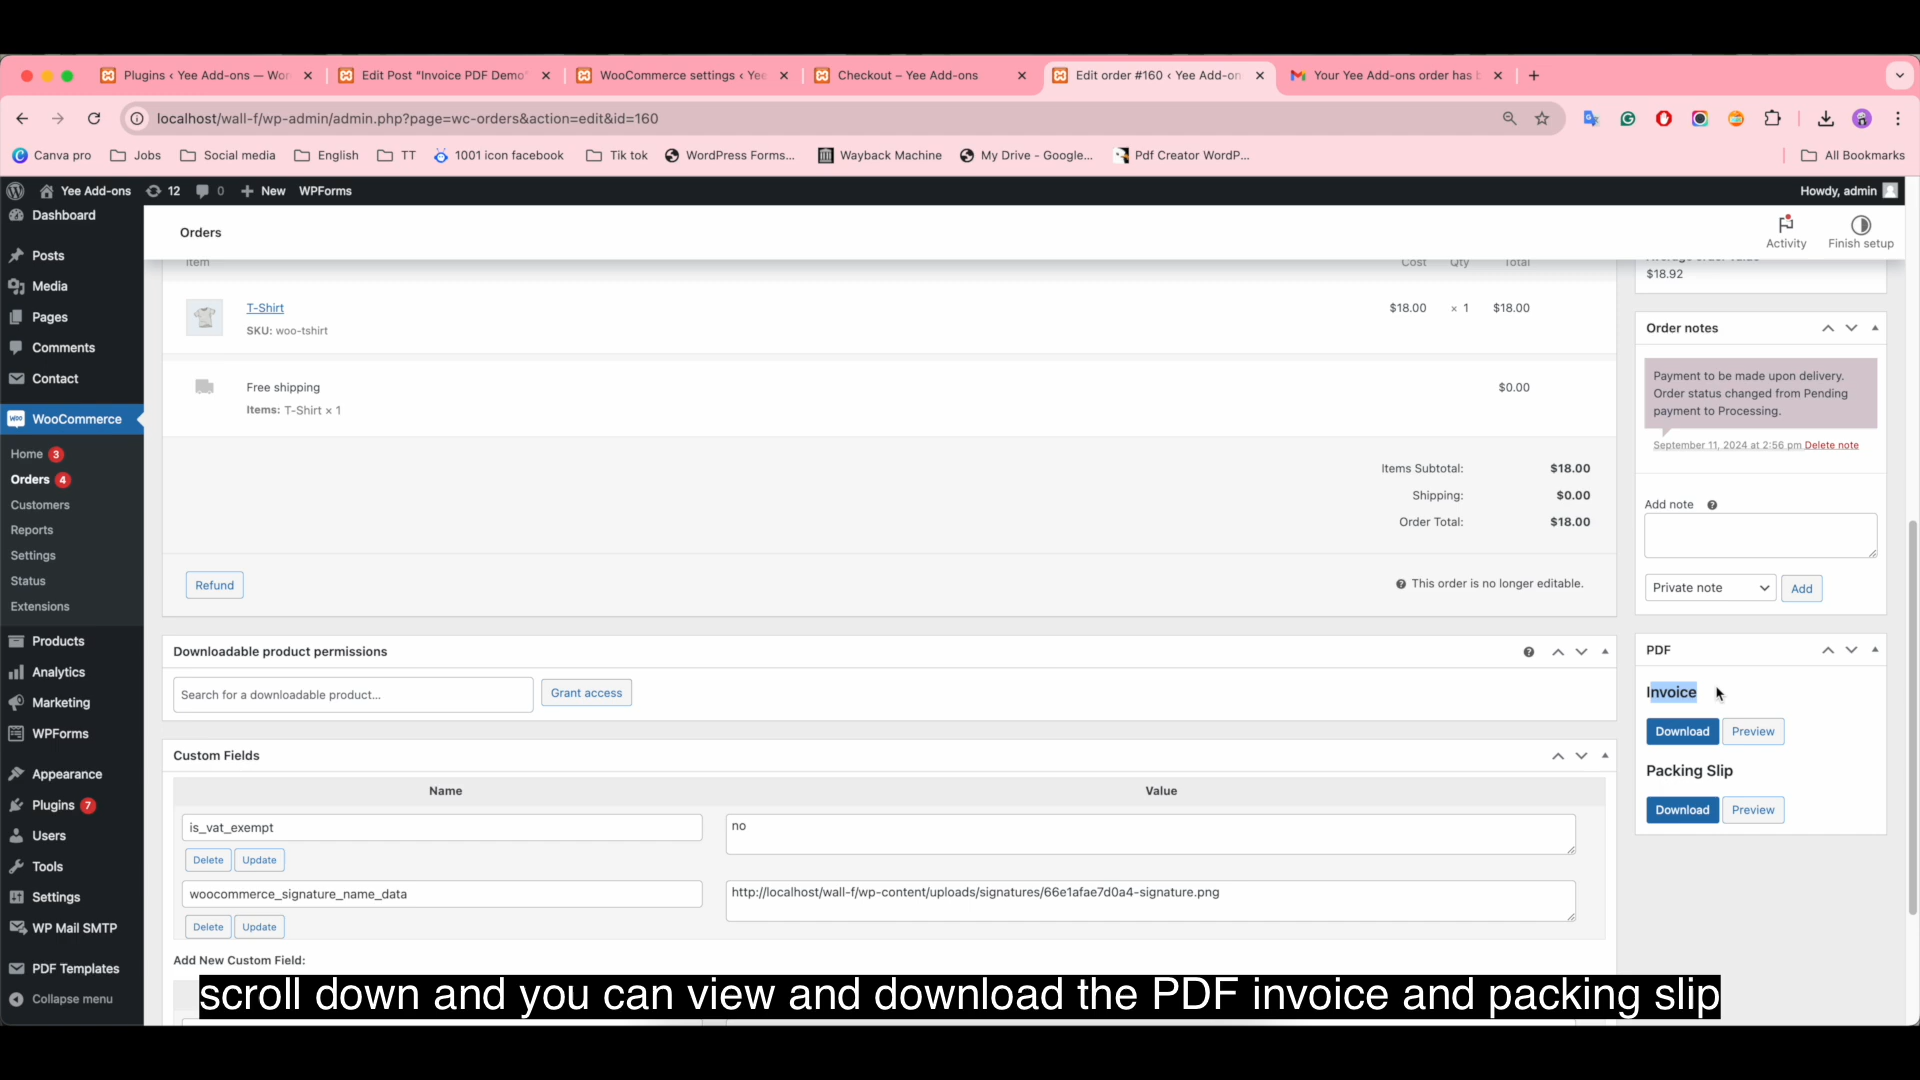 Plugins ‹ Yee Add-ons — Wor
Edit Post "Invoice PDF Demo"
WooCommerce settings ‹ Yee
Checkout – Yee Add-ons
Edit order #160 ‹ Yee Add-on
Your Yee Add-ons order has b
localhost/wall-f/wp-admin/admin.php?page=wc-orders&action=edit&id=160
Canva pro
Jobs
Social media
English
TT
1001 icon facebook
Tik tok
WordPress Forms...
Wayback Machine
My Drive - Google...
Pdf Creator WordP...
All Bookmarks
Yee Add-ons
12
0
New
WPForms
Howdy, admin
Dashboard
Posts
Media
Pages
Comments
Contact
WooCommerce
Home 3
Orders 4
Customers
Reports
Settings
Status
Extensions
Products
Analytics
Marketing
WPForms
Appearance
Plugins 7
Users
Tools
Settings
WP Mail SMTP
PDF Templates
Collapse menu
Orders
Activity
Finish setup
Item
Cost
Qty
Total
T-Shirt
SKU: woo-tshirt
$18.00
× 1
$18.00
Free shipping
Items: T-Shirt × 1
$0.00
Items Subtotal: $18.00
Shipping: $0.00
Order Total: $18.00
Refund
This order is no longer editable.
Downloadable product permissions
Search for a downloadable product...
Grant access
Custom Fields
Name
Value
is_vat_exempt
no
Delete
Update
woocommerce_signature_name_data
http://localhost/wall-f/wp-content/uploads/signatures/66e1afae7d0a4-signature.png
Delete
Update
Add New Custom Field:
Average order value
$18.92
Order notes
Payment to be made upon delivery.
Order status changed from Pending
payment to Processing.
September 11, 2024 at 2:56 pm Delete note
Add note
Private note
Add
PDF
Invoice
Download
Preview
Packing Slip
Download
Preview
scroll down and you can view and download the PDF invoice and packing slip